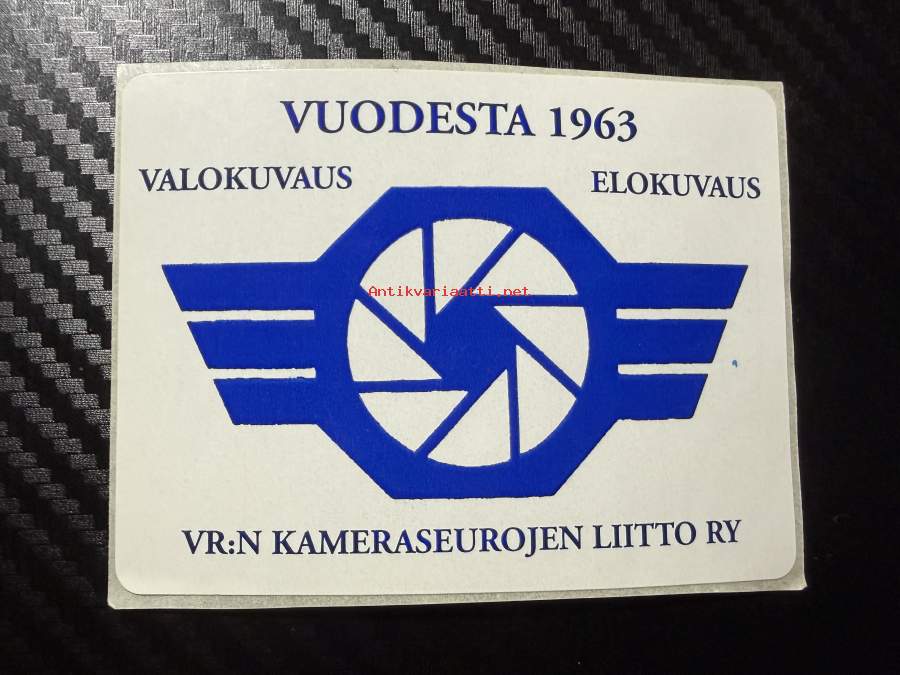 VUODESTA 1963
VALOKUVAUS
ELOKUVAUS
Antikvariaatti.net
VR:N KAMERASEUROJEN LIITTO RY